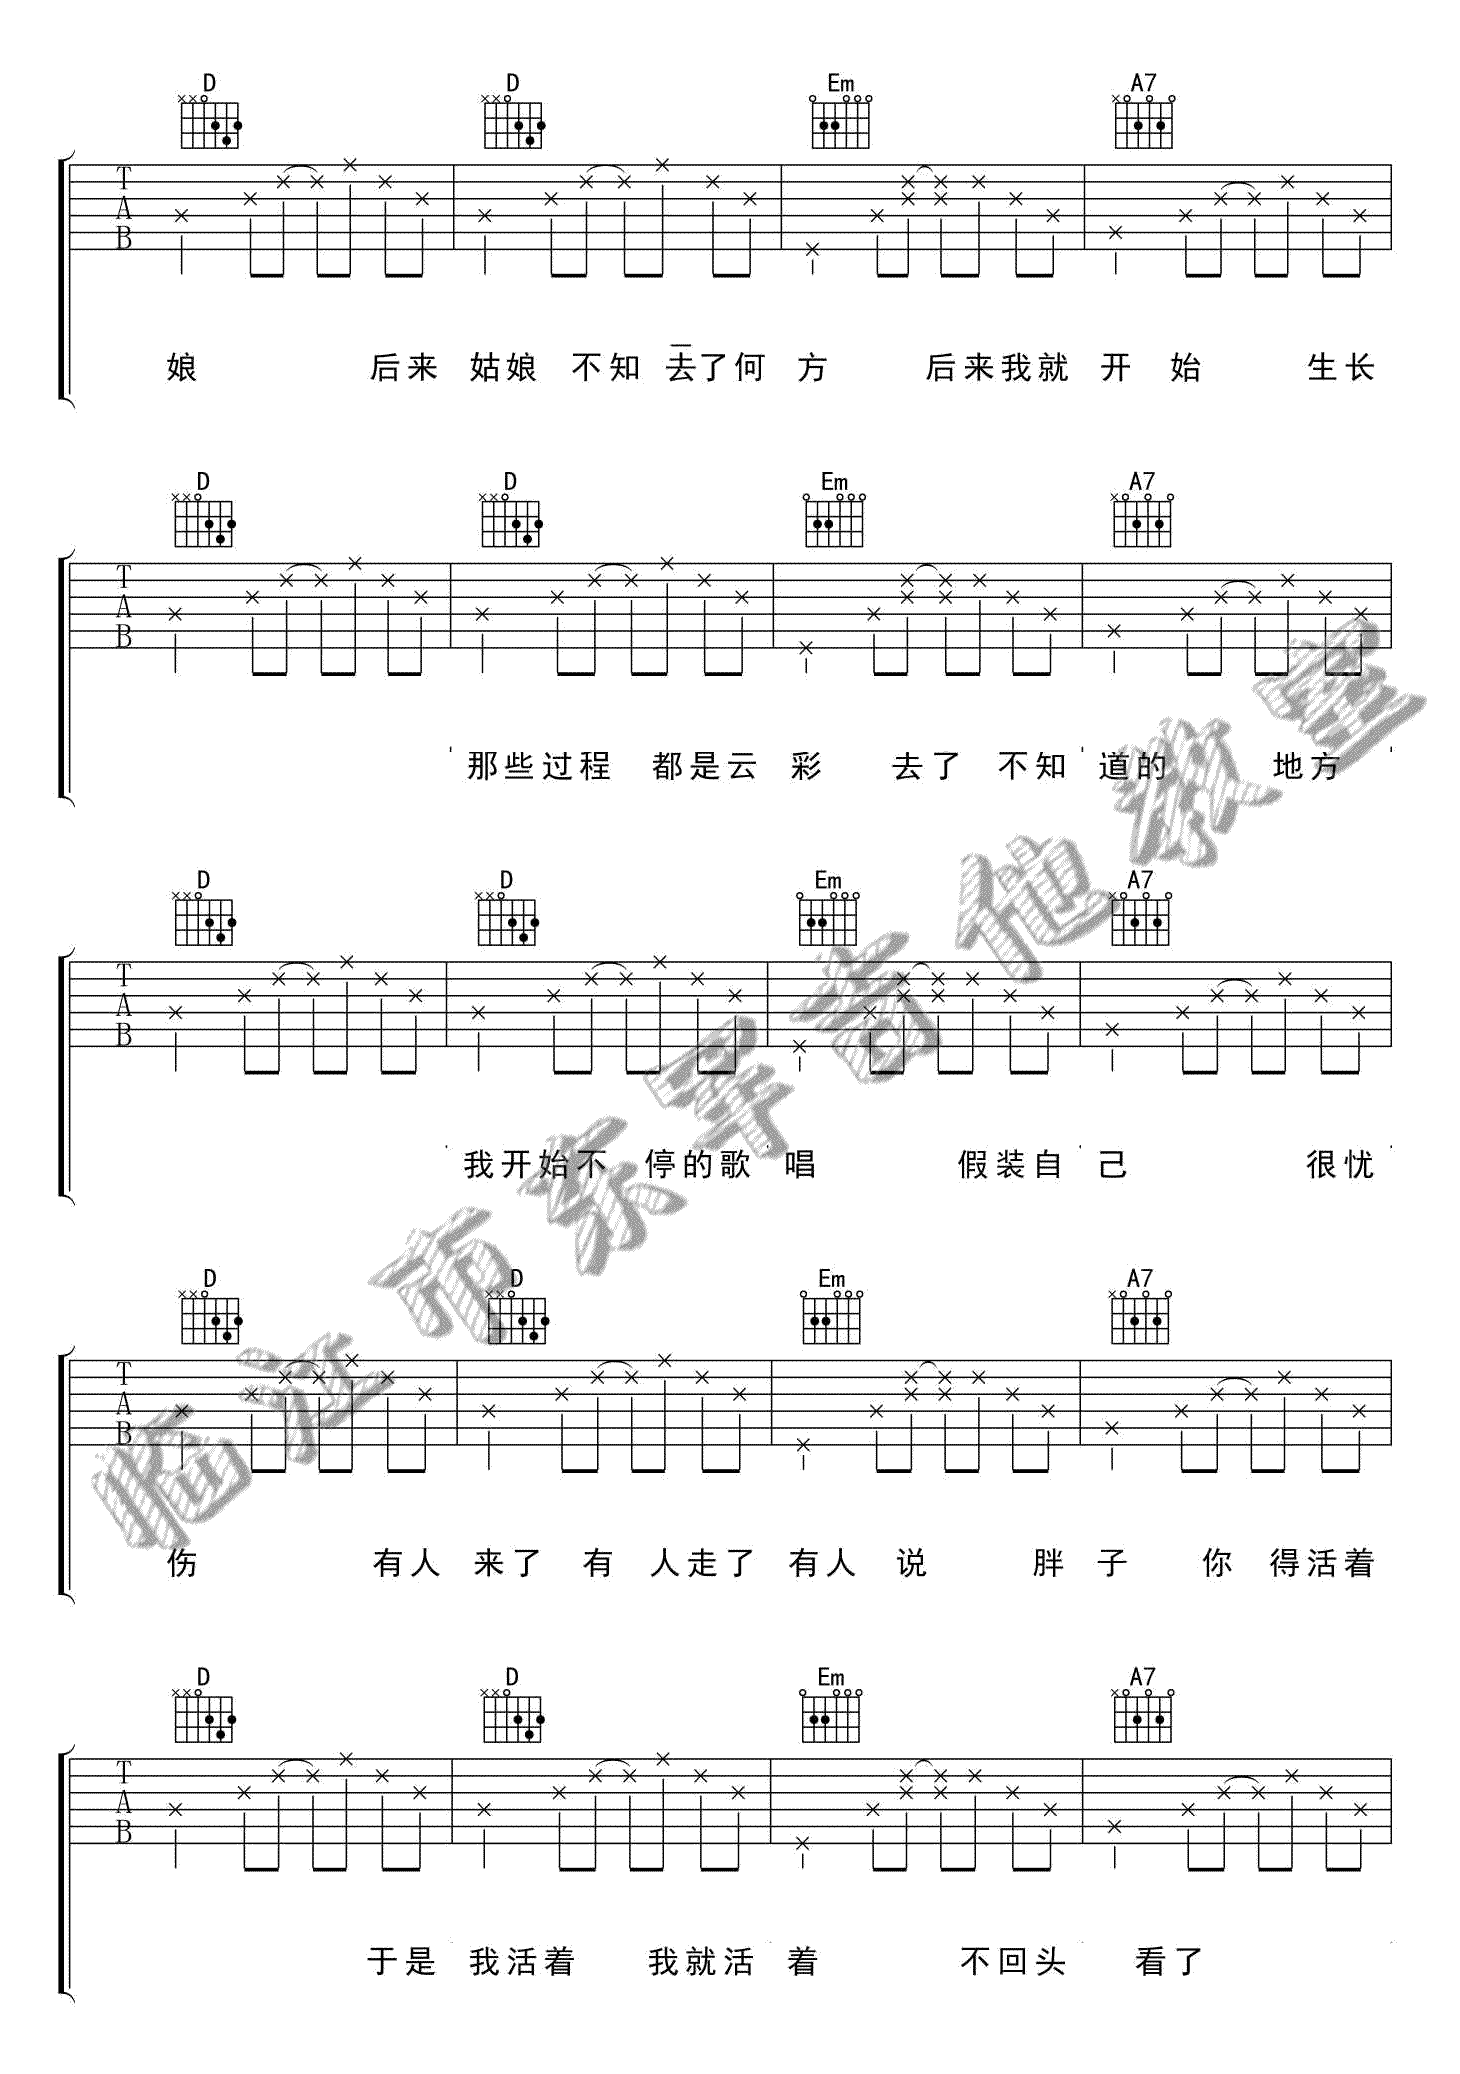 D D Em A7
T
A
B
娘 后来 姑娘 不知 去了何 方 后来我就 开 始 生长
D D Em A7
T
A
B
那些过程 都是云 彩 去了 不知 道的 地方
D D Em A7
T
A
B
我开始不 停的歌 唱 假装自 己 很忧
D D Em A7
T
A
B
伤 有人 来了 有 人走了 有人 说 胖 子 你 得活着
D D Em A7
T
A
B
于是 我活着 我就活 着 不回头 看了
临江市东军吉他教室